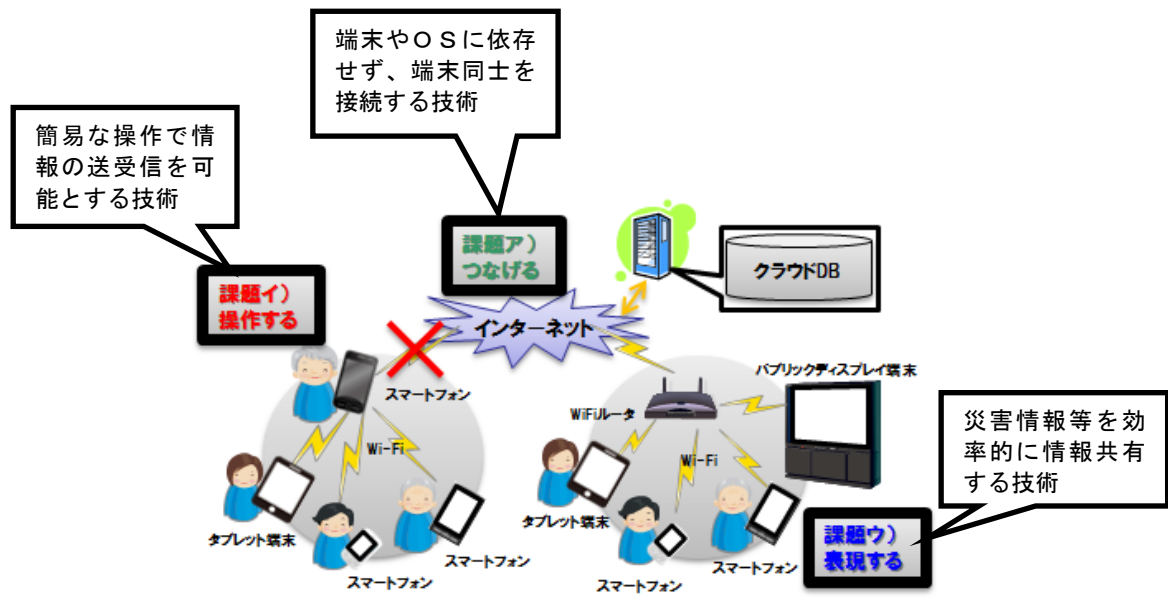 端末やＯＳに依存
せず、端末同士を
接続する技術
簡易な操作で情
報の送受信を可
能とする技術
課題ア）
つなげる
クラウドDB
課題イ）
操作する
インターネット
スマートフォン
パブリックディスプレイ端末
WiFiルータ
災害情報等を効
率的に情報共有
する技術
Wi-Fi
Wi-Fi
タブレット端末
スマートフォン
スマートフォン
タブレット端末
スマートフォン
スマートフォン
課題ウ）
表現する